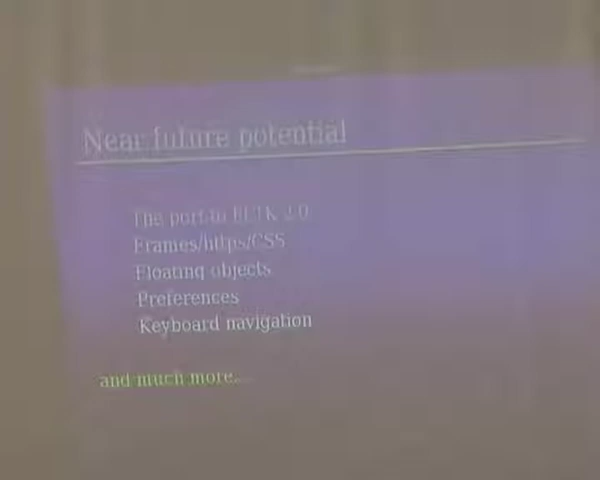 Near future potential
The port to FLTK 2.0
Frames/https/CSS
Floating objects
Preferences
Keyboard navigation
and much more.